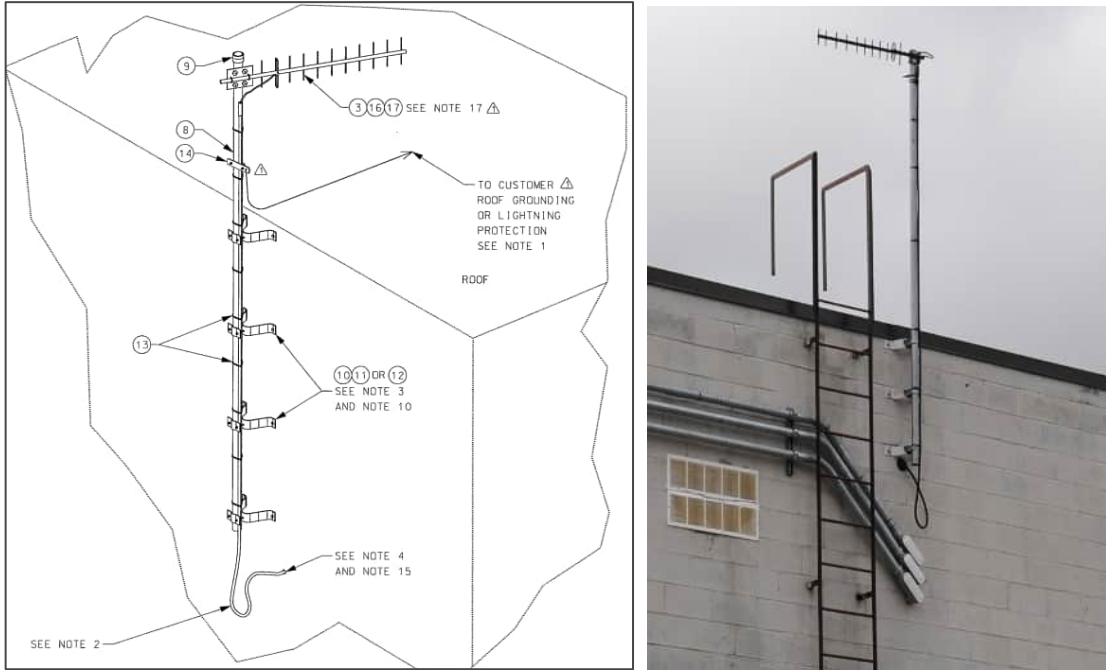 9
3 16 17 SEE NOTE 17 ⚠
8
14
⚠
TO CUSTOMER ⚠
ROOF GROUNDING
OR LIGHTNING
PROTECTION
SEE NOTE 1
ROOF
13
10 11 OR 12
SEE NOTE 3
AND NOTE 10
SEE NOTE 4
AND NOTE 15
SEE NOTE 2